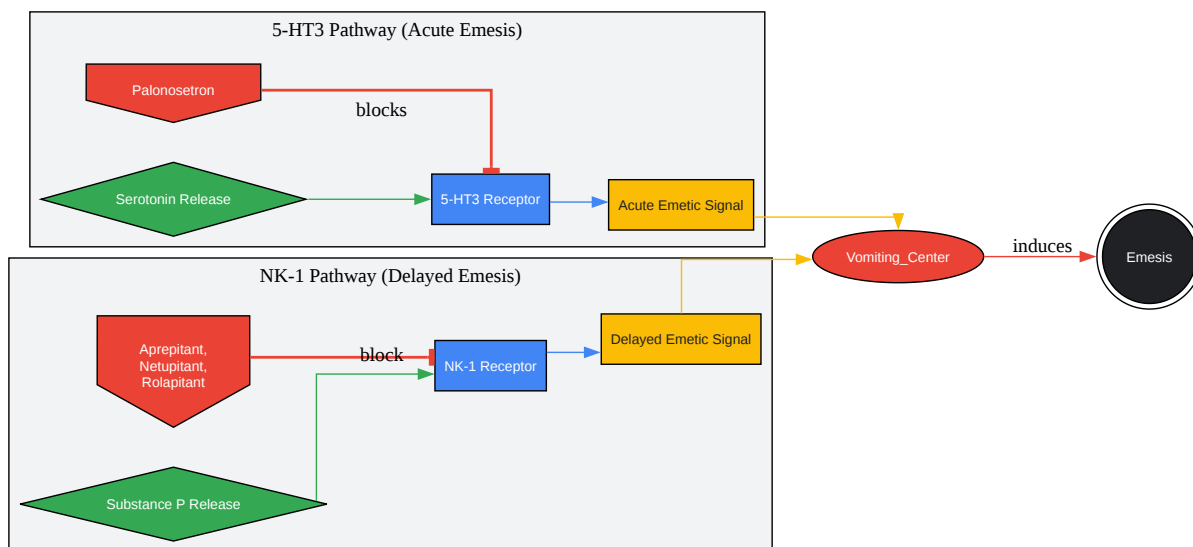 5-HT3 Pathway (Acute Emesis)
Palonosetron
blocks
Serotonin Release
5-HT3 Receptor
Acute Emetic Signal
Vomiting_Center
induces
Emesis
NK-1 Pathway (Delayed Emesis)
Aprepitant,
Netupitant,
Rolapitant
block
NK-1 Receptor
Delayed Emetic Signal
Substance P Release